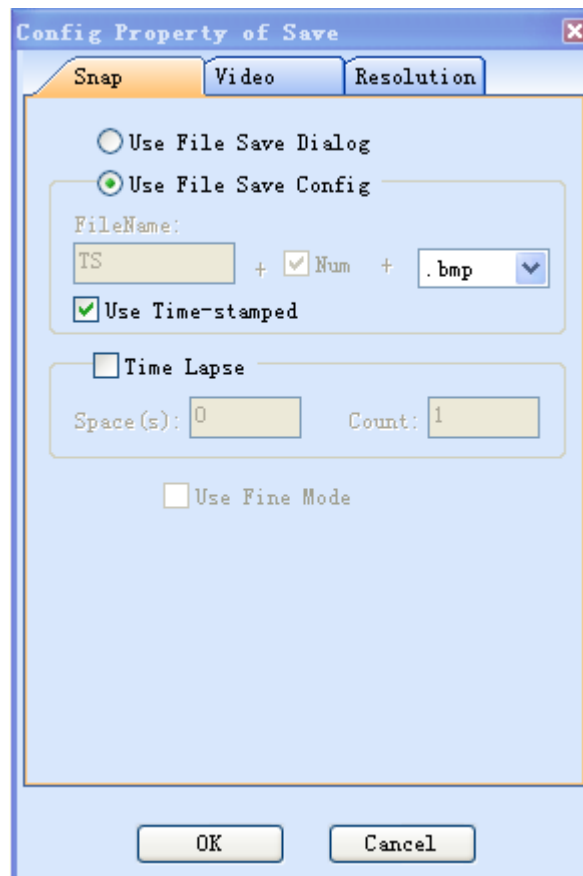 Config Property of Save
Snap Video Resolution
Use File Save Dialog
Use File Save Config
FileName:
TS + Num + .bmp
Use Time-stamped
Time Lapse
Space(s): 0 Count: 1
Use Fine Mode
OK Cancel